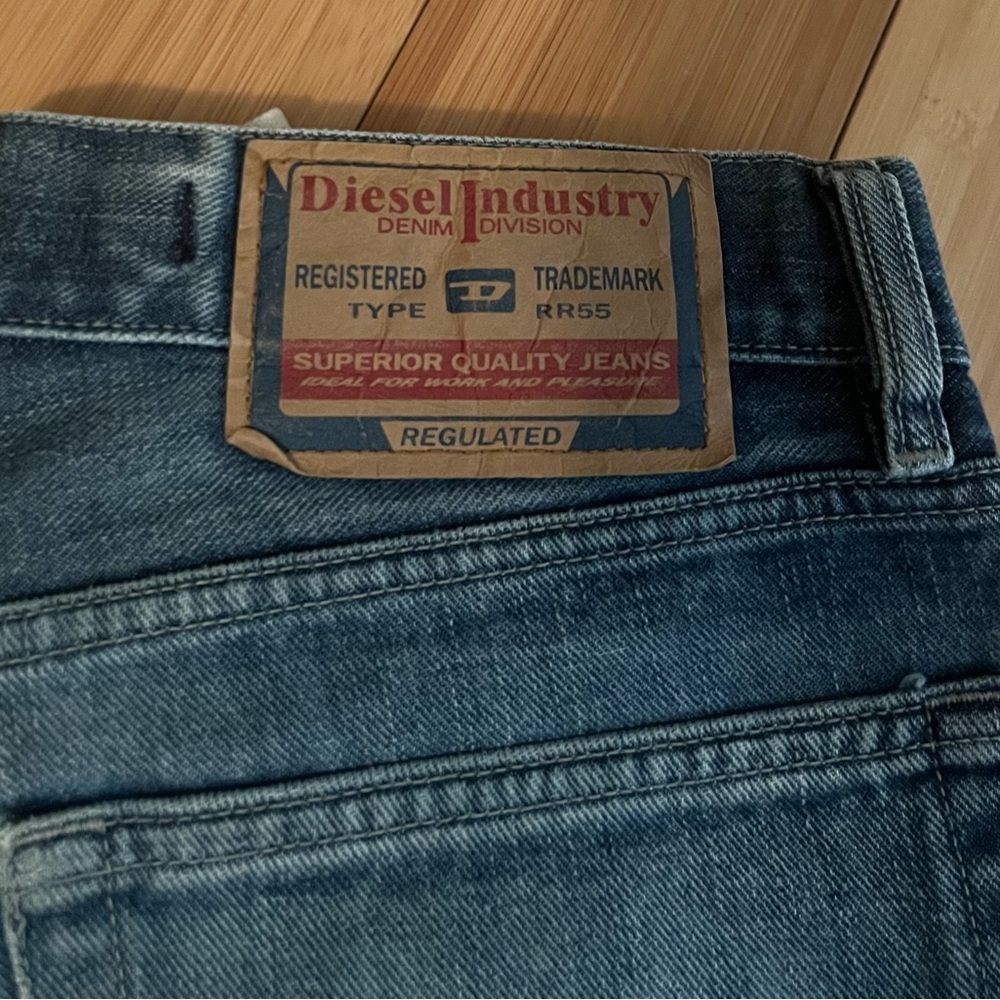 Diesel Industry
DENIM DIVISION
REGISTERED D TRADEMARK
TYPE RR55
SUPERIOR QUALITY JEANS
IDEAL FOR WORK AND PLEASURE
REGULATED